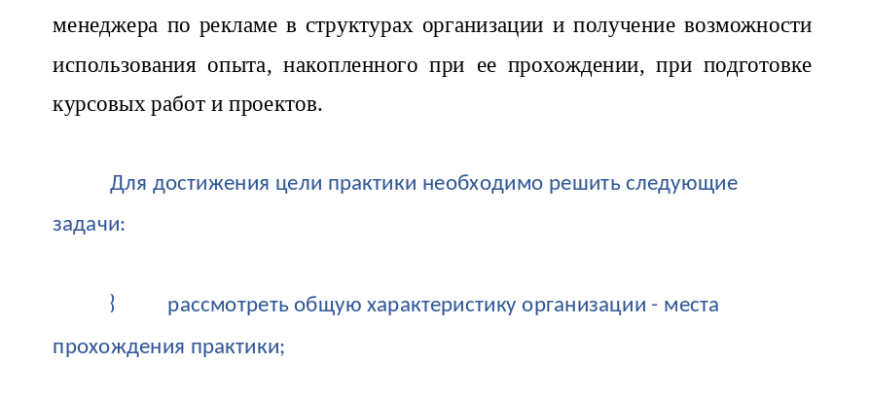 менеджера по рекламе в структурах организации и получение возможности
использования опыта, накопленного при ее прохождении, при подготовке
курсовых работ и проектов.
Для достижения цели практики необходимо решить следующие
задачи:
} рассмотреть общую характеристику организации - места
прохождения практики;